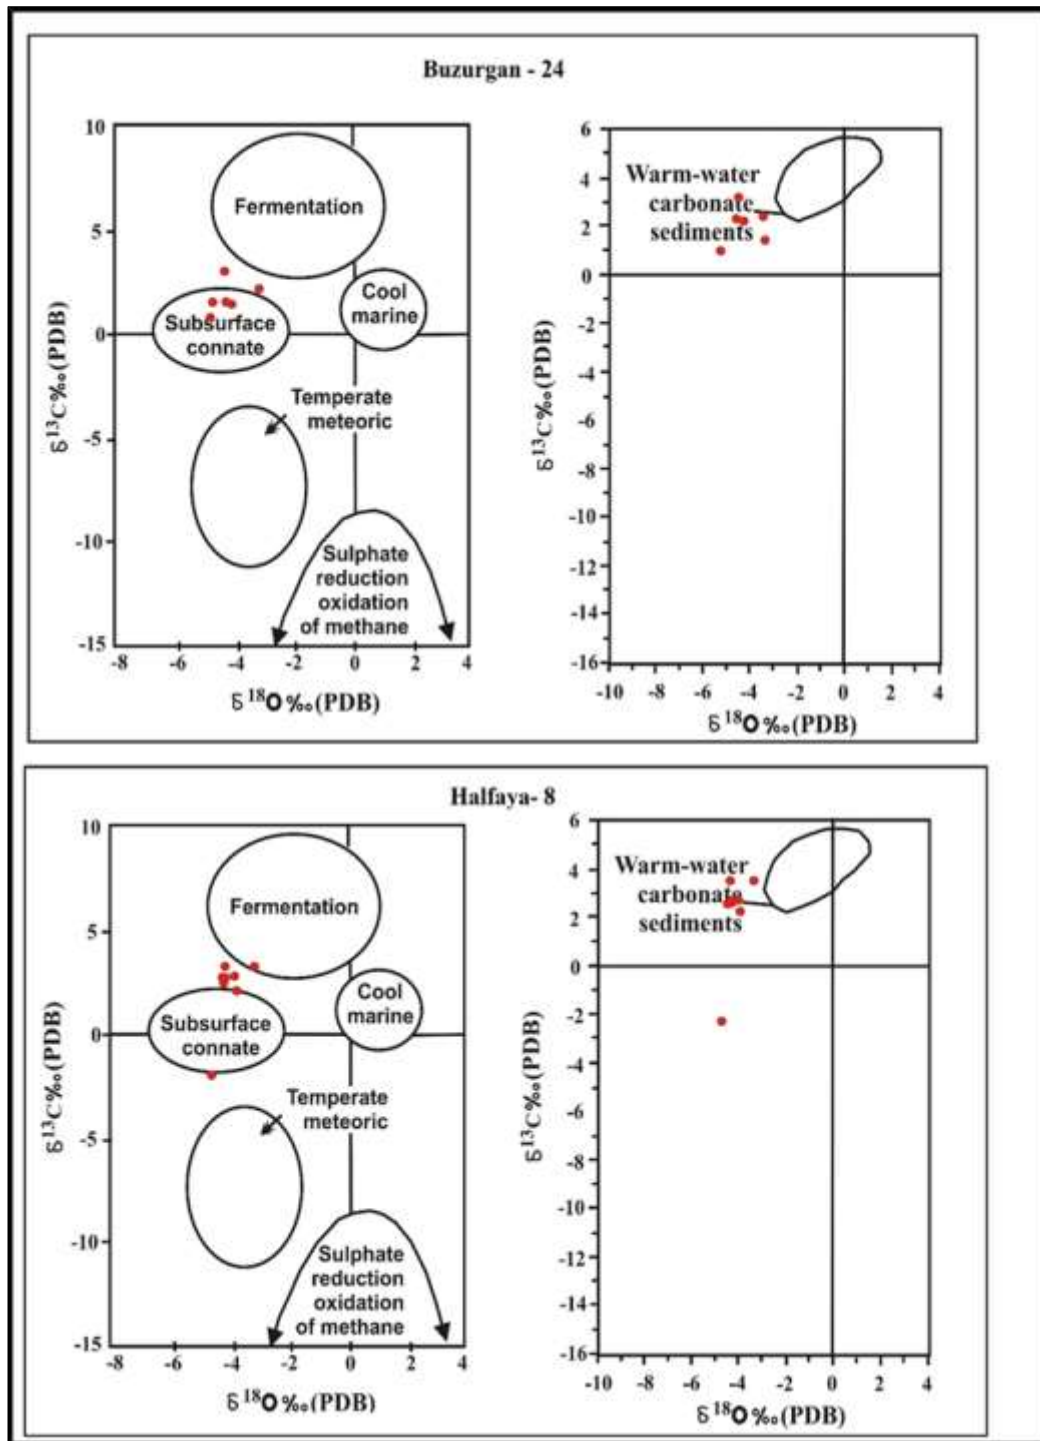 Buzurgan - 24
10
5
0
-5
-10
-15
-8
-6
-4
-2
0
2
4
δ13C‰(PDB)
δ18O‰(PDB)
Fermentation
Cool
marine
Subsurface
connate
Temperate
meteoric
Sulphate
reduction
oxidation
of methane
6
4
2
0
-2
-4
-6
-8
-10
-12
-14
-16
-10
-8
-6
-4
-2
0
2
4
δ13C‰(PDB)
δ18O‰(PDB)
Warm-water
carbonate
sediments
Halfaya- 8
10
5
0
-5
-10
-15
-8
-6
-4
-2
0
2
4
δ13C‰(PDB)
δ18O‰(PDB)
Fermentation
Cool
marine
Subsurface
connate
Temperate
meteoric
Sulphate
reduction
oxidation
of methane
6
4
2
0
-2
-4
-6
-8
-10
-12
-14
-16
-10
-8
-6
-4
-2
0
2
4
δ13C‰(PDB)
δ18O‰(PDB)
Warm-water
carbonate
sediments